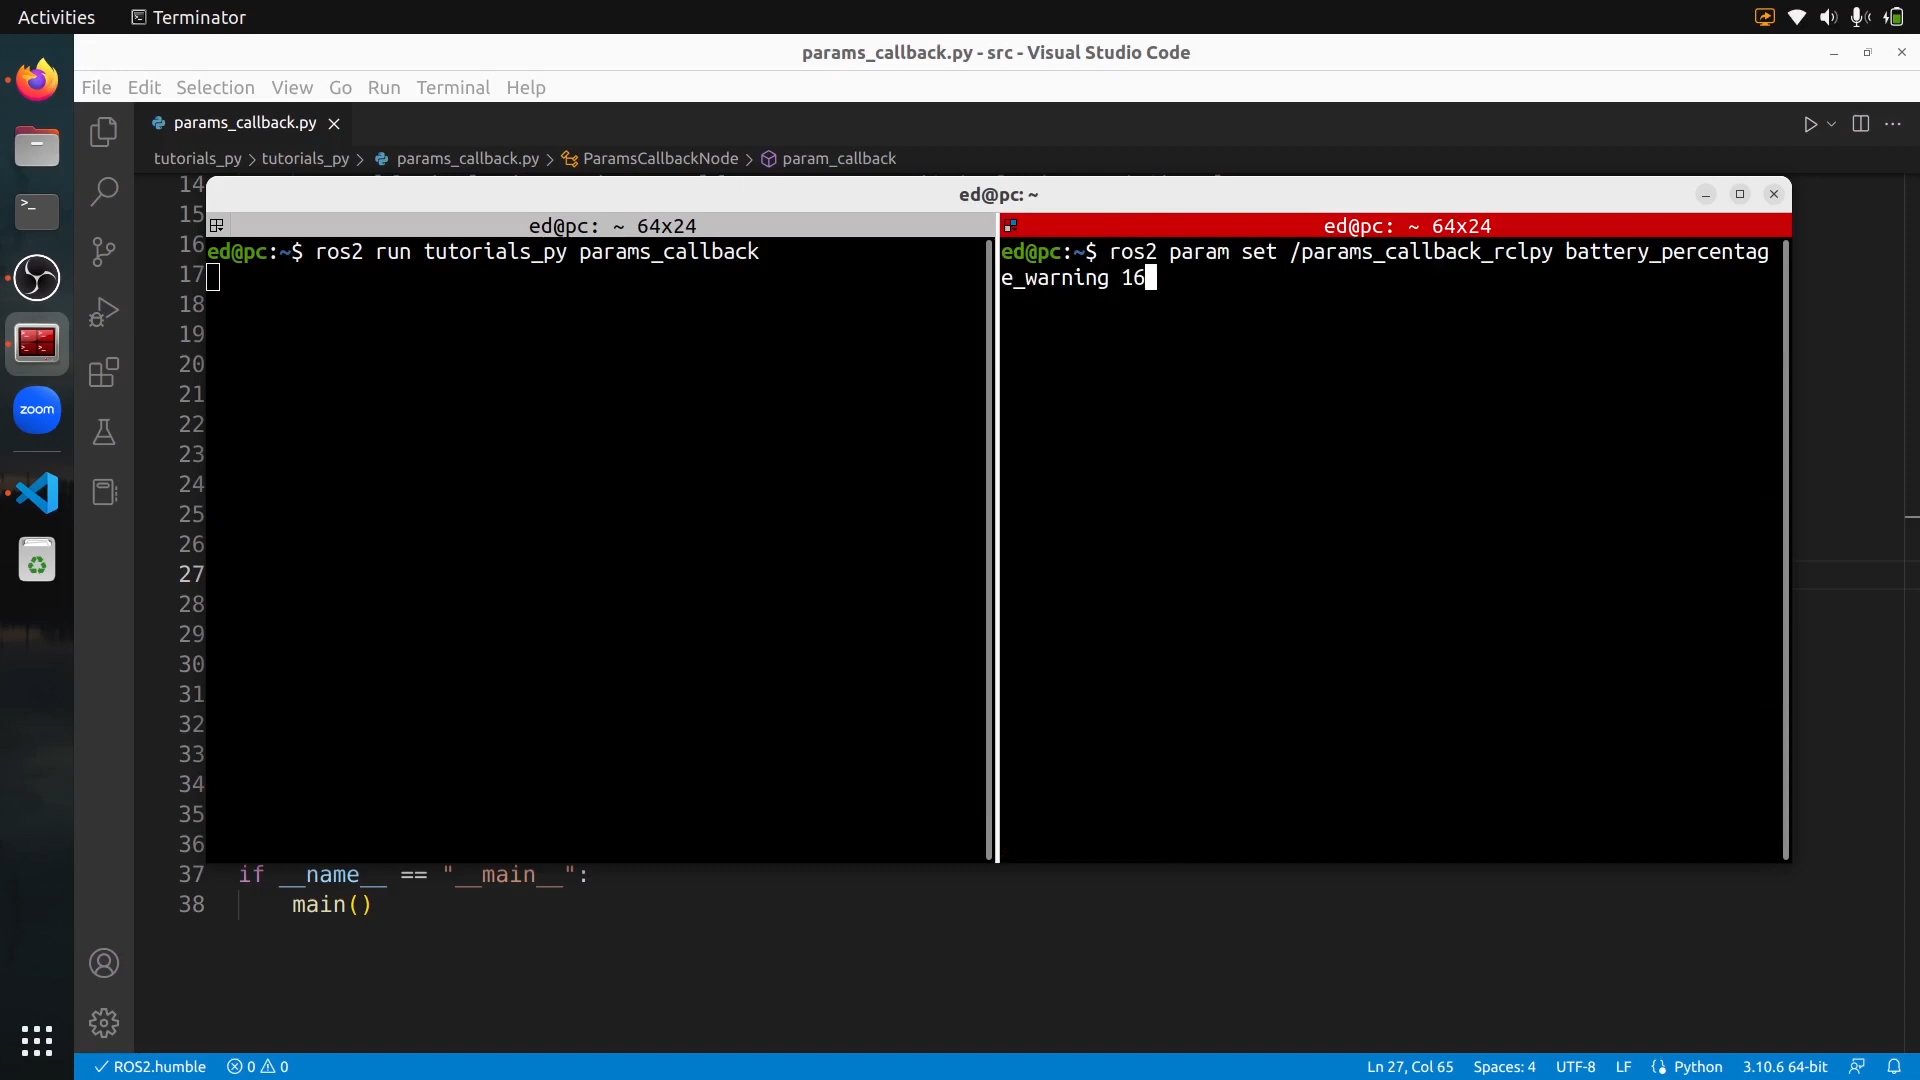 Activities
Terminator
params_callback.py - src - Visual Studio Code
File Edit Selection View Go Run Terminal Help
params_callback.py
tutorials_py > tutorials_py > params_callback.py > ParamsCallbackNode > param_callback
ed@pc: ~
ed@pc: ~ 64x24
ed@pc:~$ ros2 run tutorials_py params_callback
ed@pc: ~ 64x24
ed@pc:~$ ros2 param set /params_callback_rclpy battery_percentag
e_warning 16
14
15
16
17
18
19
20
21
22
23
24
25
26
27
28
29
30
31
32
33
34
35
36
37 if __name__ == "__main__":
38 main()
zoom
ROS2.humble 0 0
Ln 27, Col 65 Spaces: 4 UTF-8 LF Python 3.10.6 64-bit